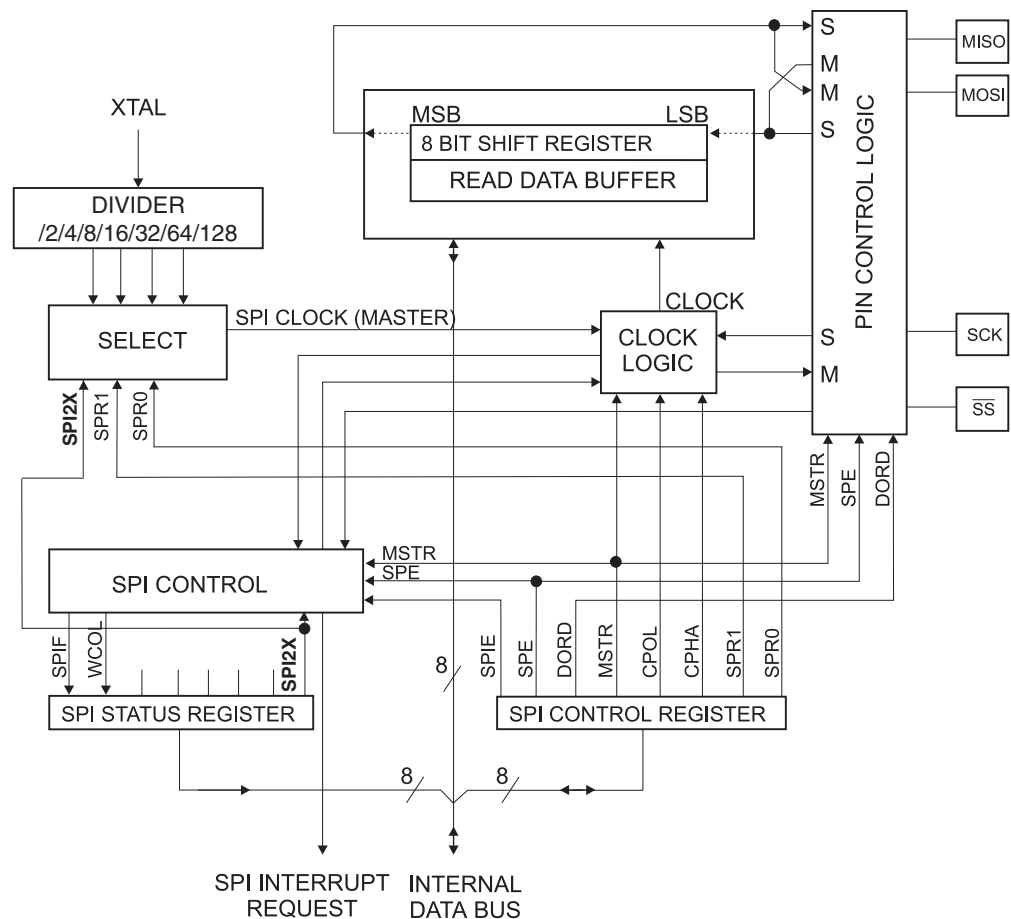 S
MISO
M
MOSI
M
S
PIN CONTROL LOGIC
XTAL
MSB
LSB
8 BIT SHIFT REGISTER
READ DATA BUFFER
DIVIDER
/2/4/8/16/32/64/128
SPI CLOCK (MASTER)
CLOCK
SELECT
CLOCK
LOGIC
S
M
SCK
SS
SPI2X
SPR1
SPR0
MSTR
SPE
DORD
MSTR
SPE
SPI CONTROL
SPIF
WCOL
SPI2X
8
SPIE
SPE
DORD
MSTR
CPOL
CPHA
SPR1
SPR0
SPI STATUS REGISTER
SPI CONTROL REGISTER
8
8
SPI INTERRUPT
REQUEST
INTERNAL
DATA BUS